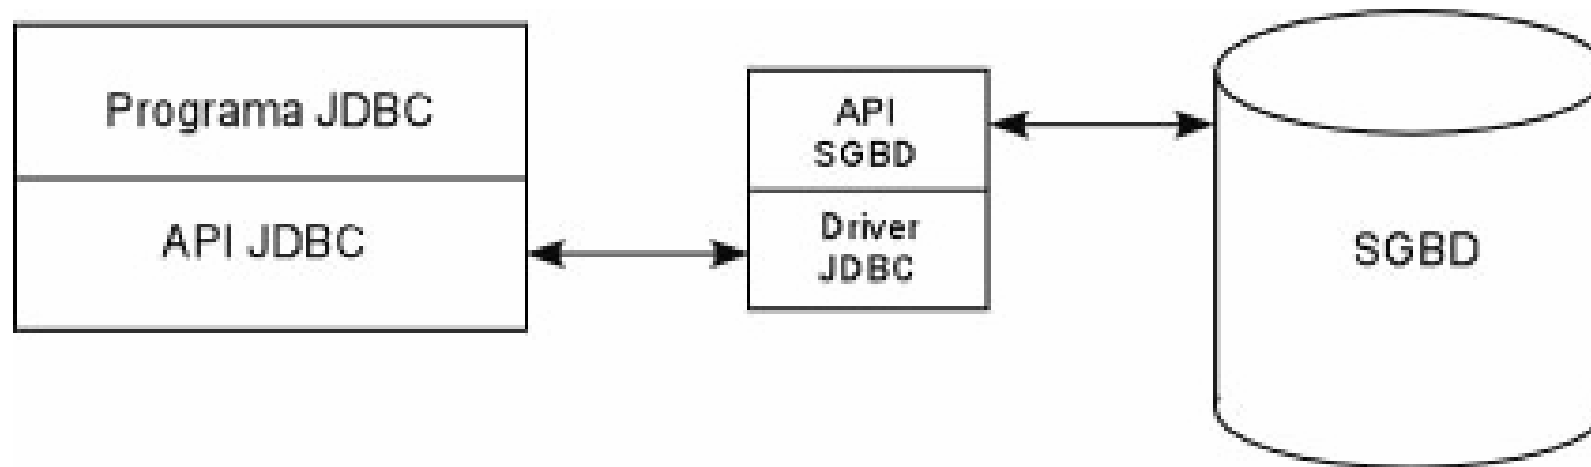 Programa JDBC
API JDBC
API
SGBD
Driver
JDBC
SGBD